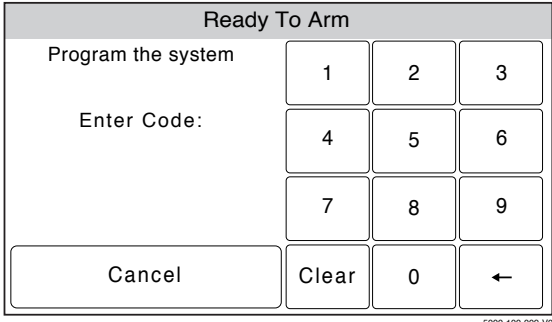 Ready To Arm
Program the system
1 2 3
Enter Code:
4 5 6
7 8 9
Cancel Clear 0 ←